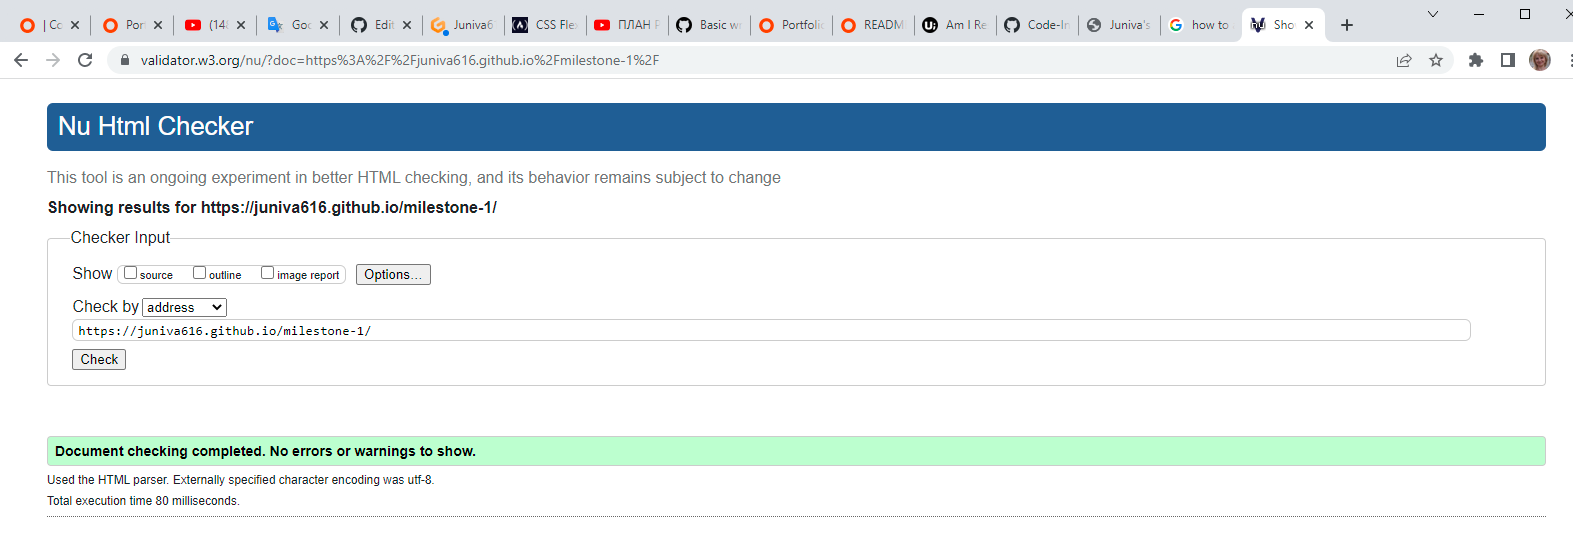 | Co
Por
(148
Goo
Edit
Juniva6
CSS Fle
ПЛАН Р
Basic w
Portfoli
README
Am I Re
Code-In
Juniva's
how to
Sho
validator.w3.org/nu/?doc=https%3A%2F%2Fjuniva616.github.io%2Fmilestone-1%2F
Nu Html Checker
This tool is an ongoing experiment in better HTML checking, and its behavior remains subject to change
Showing results for https://juniva616.github.io/milestone-1/
Checker Input
Show source outline image report Options...
Check by address
https://juniva616.github.io/milestone-1/
Check
Document checking completed. No errors or warnings to show.
Used the HTML parser. Externally specified character encoding was utf-8.
Total execution time 80 milliseconds.